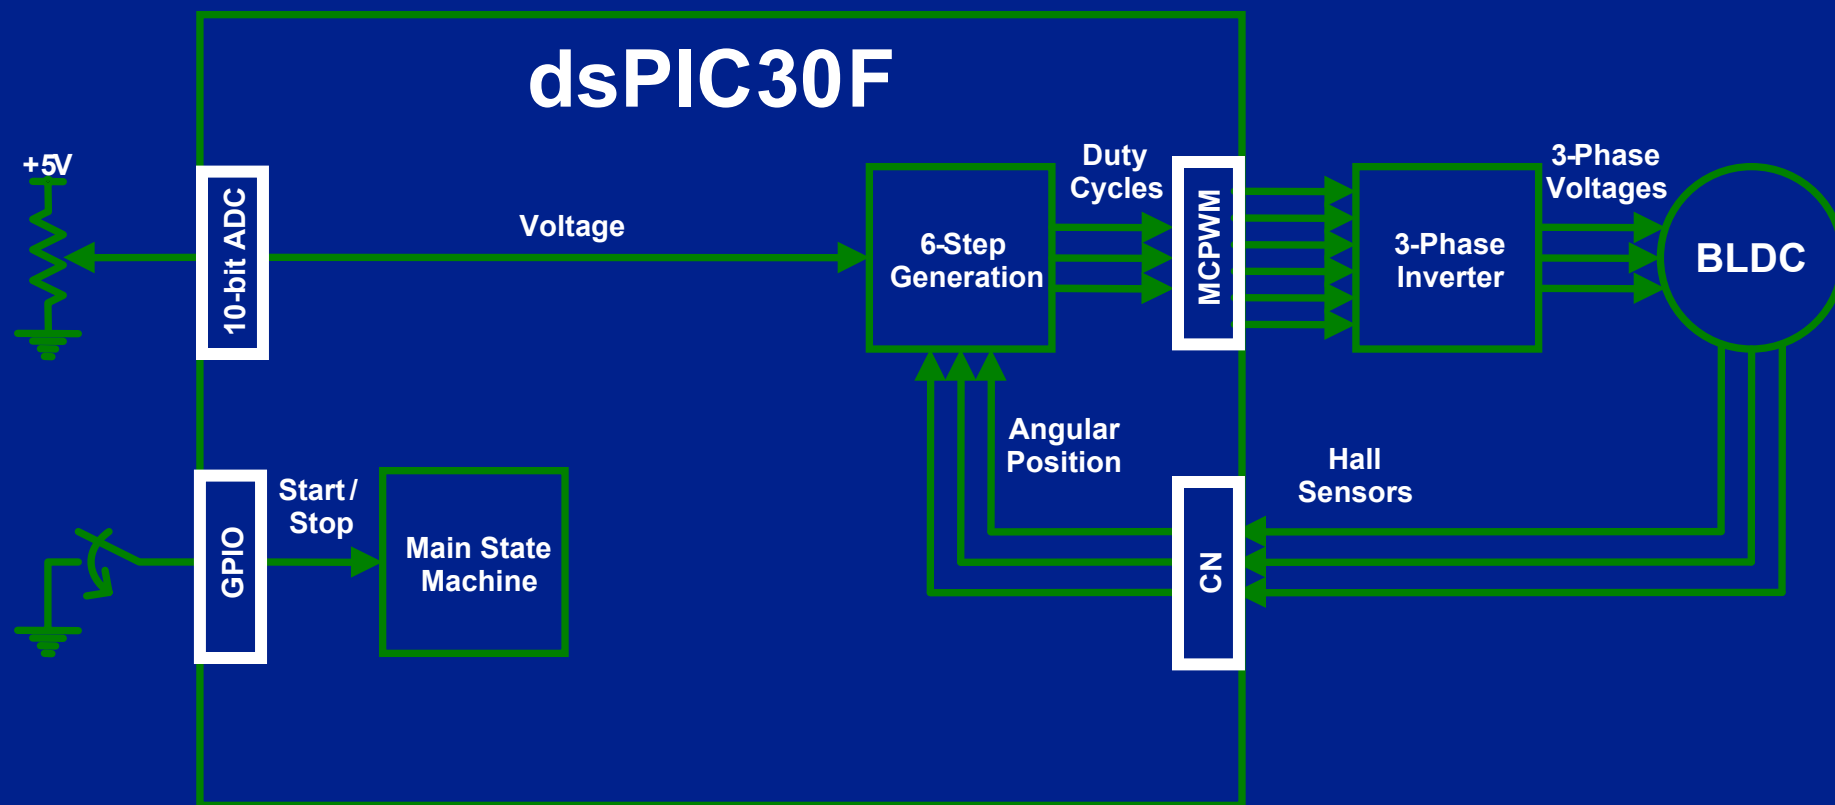 dsPIC30F
+5V
10-bit ADC
Voltage
6-Step
Generation
Duty
Cycles
MCPWM
3-Phase
Inverter
3-Phase
Voltages
BLDC
Angular
Position
Hall
Sensors
CN
GPIO
Start /
Stop
Main State
Machine